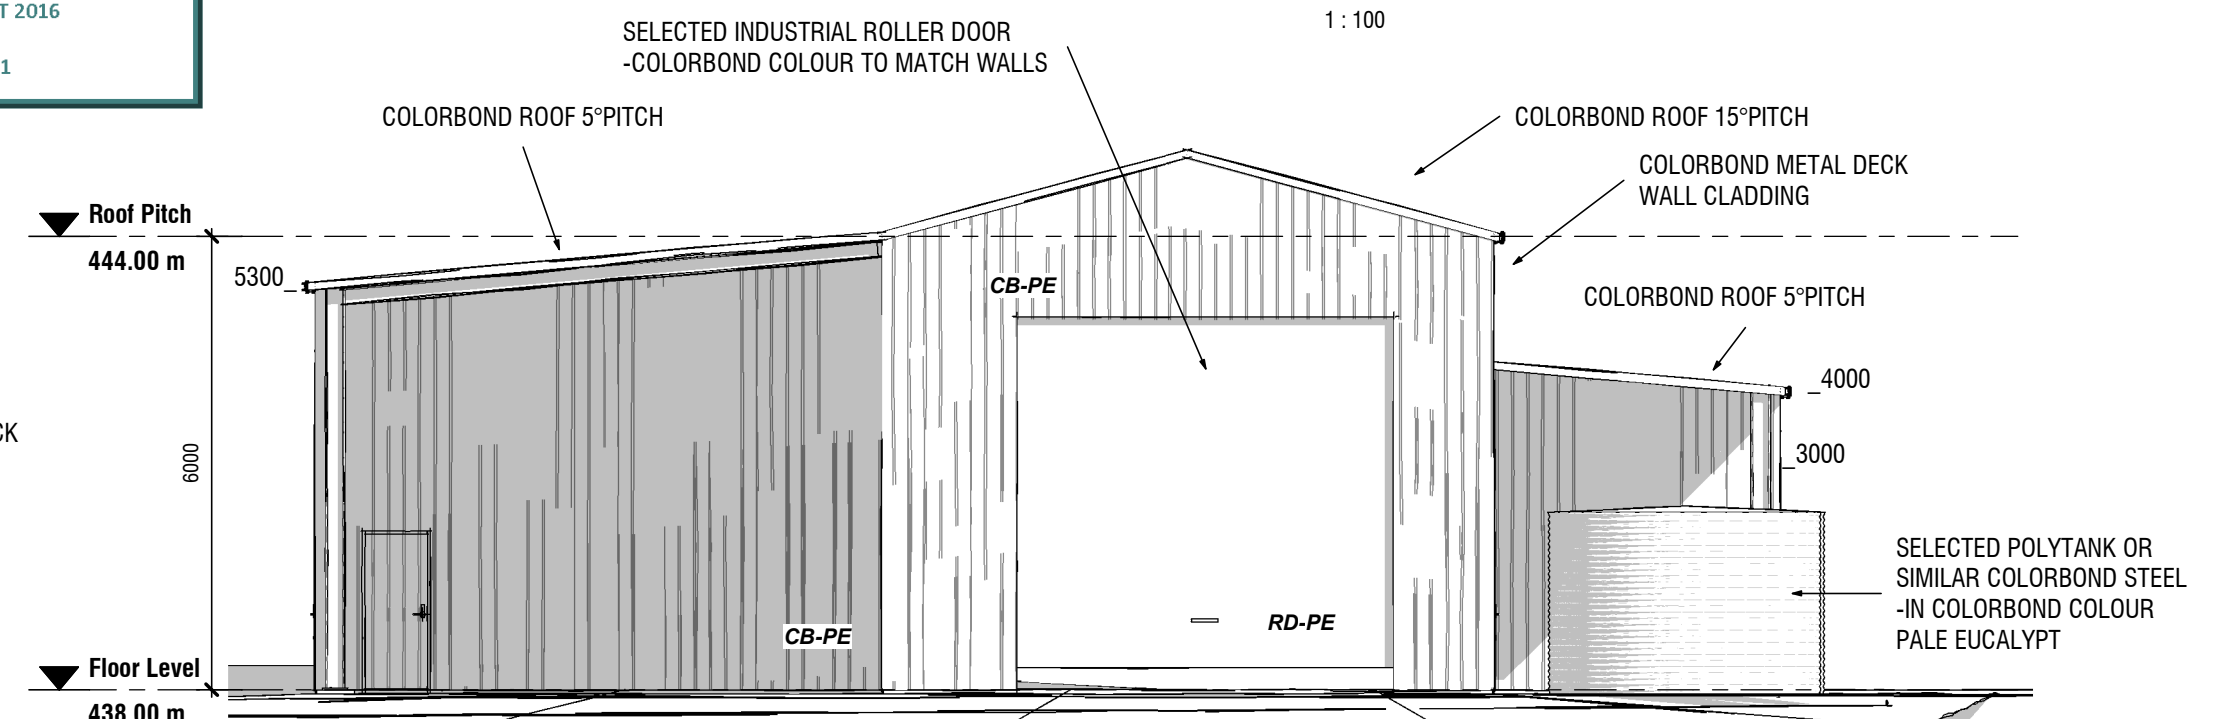 T 2016
1
1 : 100
SELECTED INDUSTRIAL ROLLER DOOR
-COLORBOND COLOUR TO MATCH WALLS
COLORBOND ROOF 5°PITCH
COLORBOND ROOF 15°PITCH
COLORBOND METAL DECK
WALL CLADDING
Roof Pitch
444.00 m
5300
CB-PE
COLORBOND ROOF 5°PITCH
4000
CK
6000
3000
SELECTED POLYTANK OR
SIMILAR COLORBOND STEEL
-IN COLORBOND COLOUR
PALE EUCALYPT
CB-PE
RD-PE
Floor Level
438.00 m